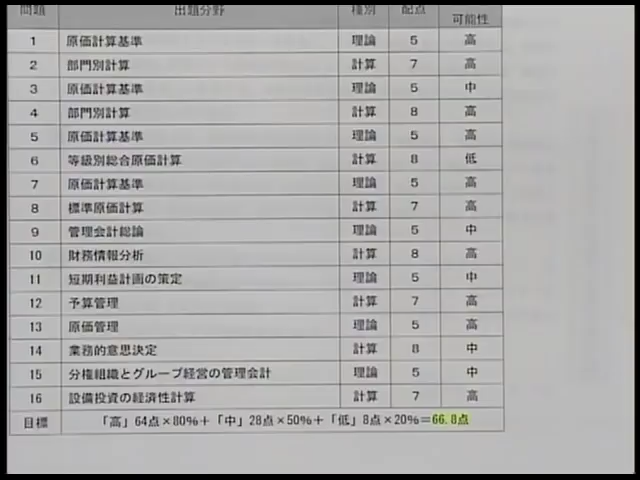 問題 出題分野 種別 配点 可能性
1 原価計算基準 理論 5 高
2 部門別計算 計算 7 高
3 原価計算基準 理論 5 中
4 部門別計算 計算 8 高
5 原価計算基準 理論 5 高
6 等級別総合原価計算 計算 8 低
7 原価計算基準 理論 5 高
8 標準原価計算 計算 7 高
9 管理会計総論 理論 5 中
10 財務情報分析 計算 8 高
11 短期利益計画の策定 理論 5 中
12 予算管理 計算 7 高
13 原価管理 理論 5 高
14 業務的意思決定 計算 8 中
15 分権組織とグループ経営の管理会計 理論 5 中
16 設備投資の経済性計算 計算 7 高
目標 「高」64点×80%+「中」28点×50%+「低」8点×20%=66.8点